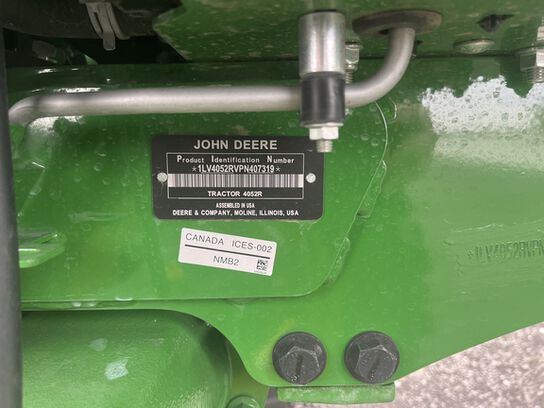 JOHN DEERE
Product Identification Number
*1LV4052RVPN407319*
TRACTOR 4052R
ASSEMBLED IN USA
DEERE & COMPANY, MOLINE, ILLINOIS, USA
CANADA ICES-002
NMB2
*1LV4052RVPN